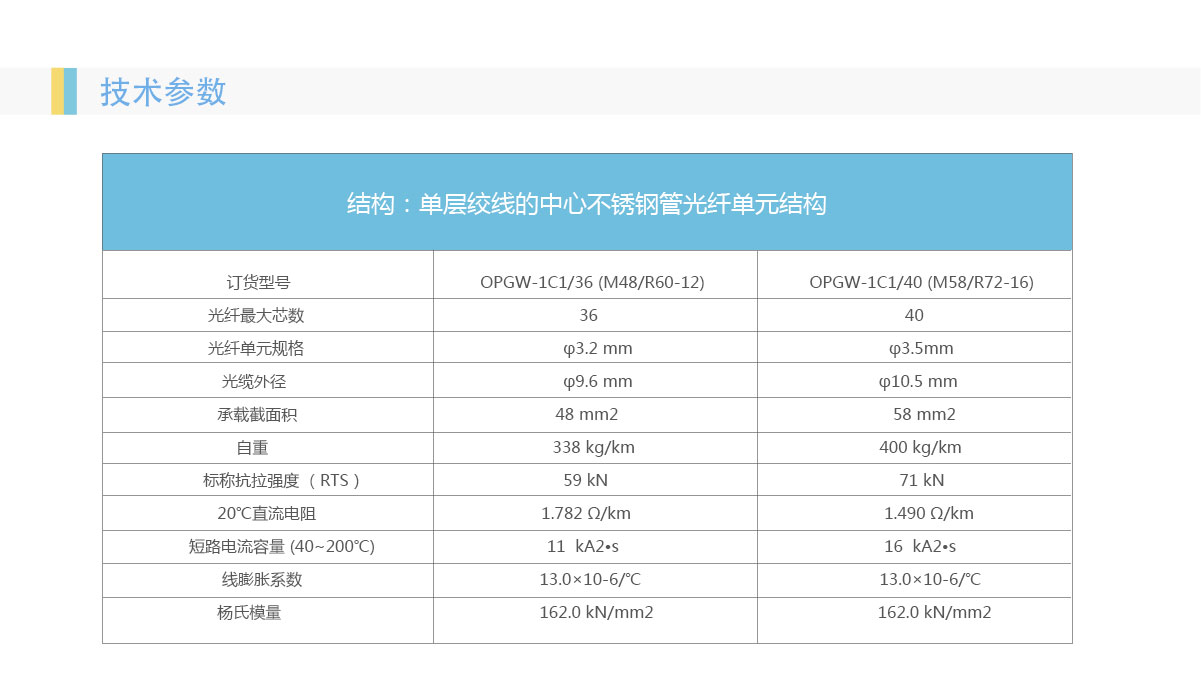 技术参数
结构：单层绞线的中心不锈钢管光纤单元结构
订货型号 OPGW-1C1/36 (M48/R60-12) OPGW-1C1/40 (M58/R72-16)
光纤最大芯数 36 40
光纤单元规格 φ3.2 mm φ3.5mm
光缆外径 φ9.6 mm φ10.5 mm
承载截面积 48 mm2 58 mm2
自重 338 kg/km 400 kg/km
标称抗拉强度（ RTS ） 59 kN 71 kN
20℃直流电阻 1.782 Ω/km 1.490 Ω/km
短路电流容量 (40~200℃) 11 kA2•s 16 kA2•s
线膨胀系数 13.0×10-6/℃ 13.0×10-6/℃
杨氏模量 162.0 kN/mm2 162.0 kN/mm2